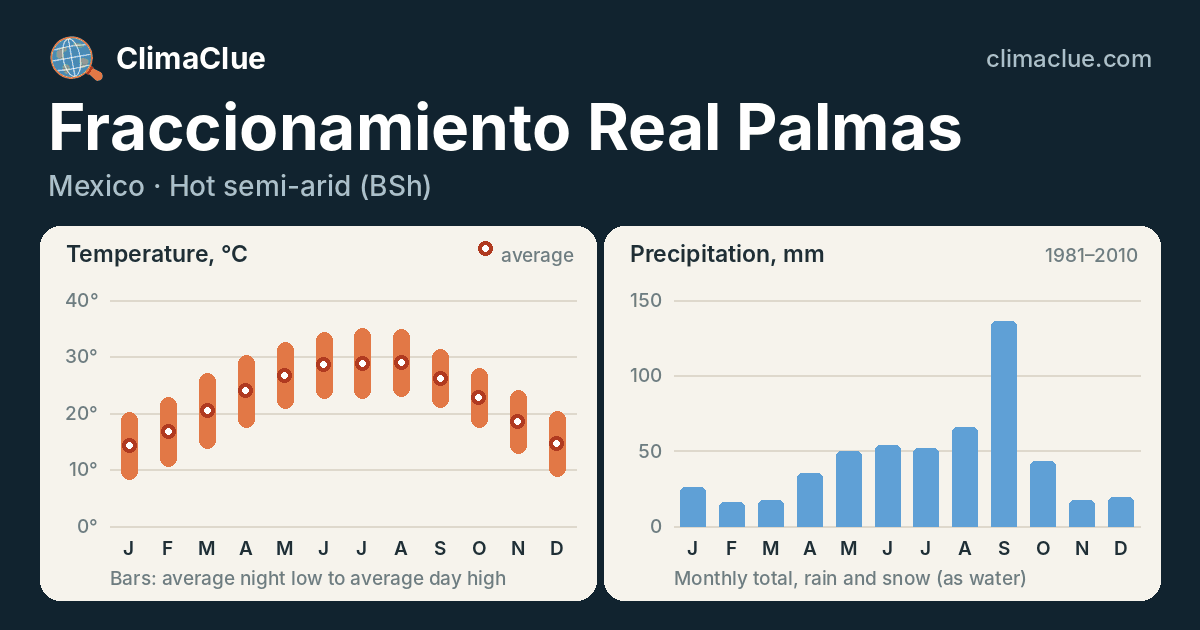 ClimaClue
climaclue.com
Fraccionamiento Real Palmas
Mexico · Hot semi-arid (BSh)
Temperature, °C
average
40°
30°
20°
10°
0°
J F M A M J J A S O N D
Bars: average night low to average day high
Precipitation, mm
1981–2010
150
100
50
0
J F M A M J J A S O N D
Monthly total, rain and snow (as water)